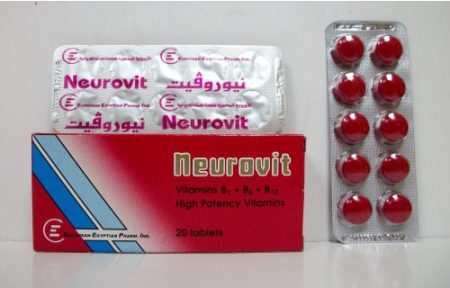 European Egyptian Pharm. Ind.
Neurovit
نيوروڤيت
European Egyptian Pharm. Ind.
نيوروڤيت
Neurovit
Neurovit
Vitamins B1 + B6 + B12
High Potency Vitamins
European Egyptian Pharm. Ind.
20 tablets